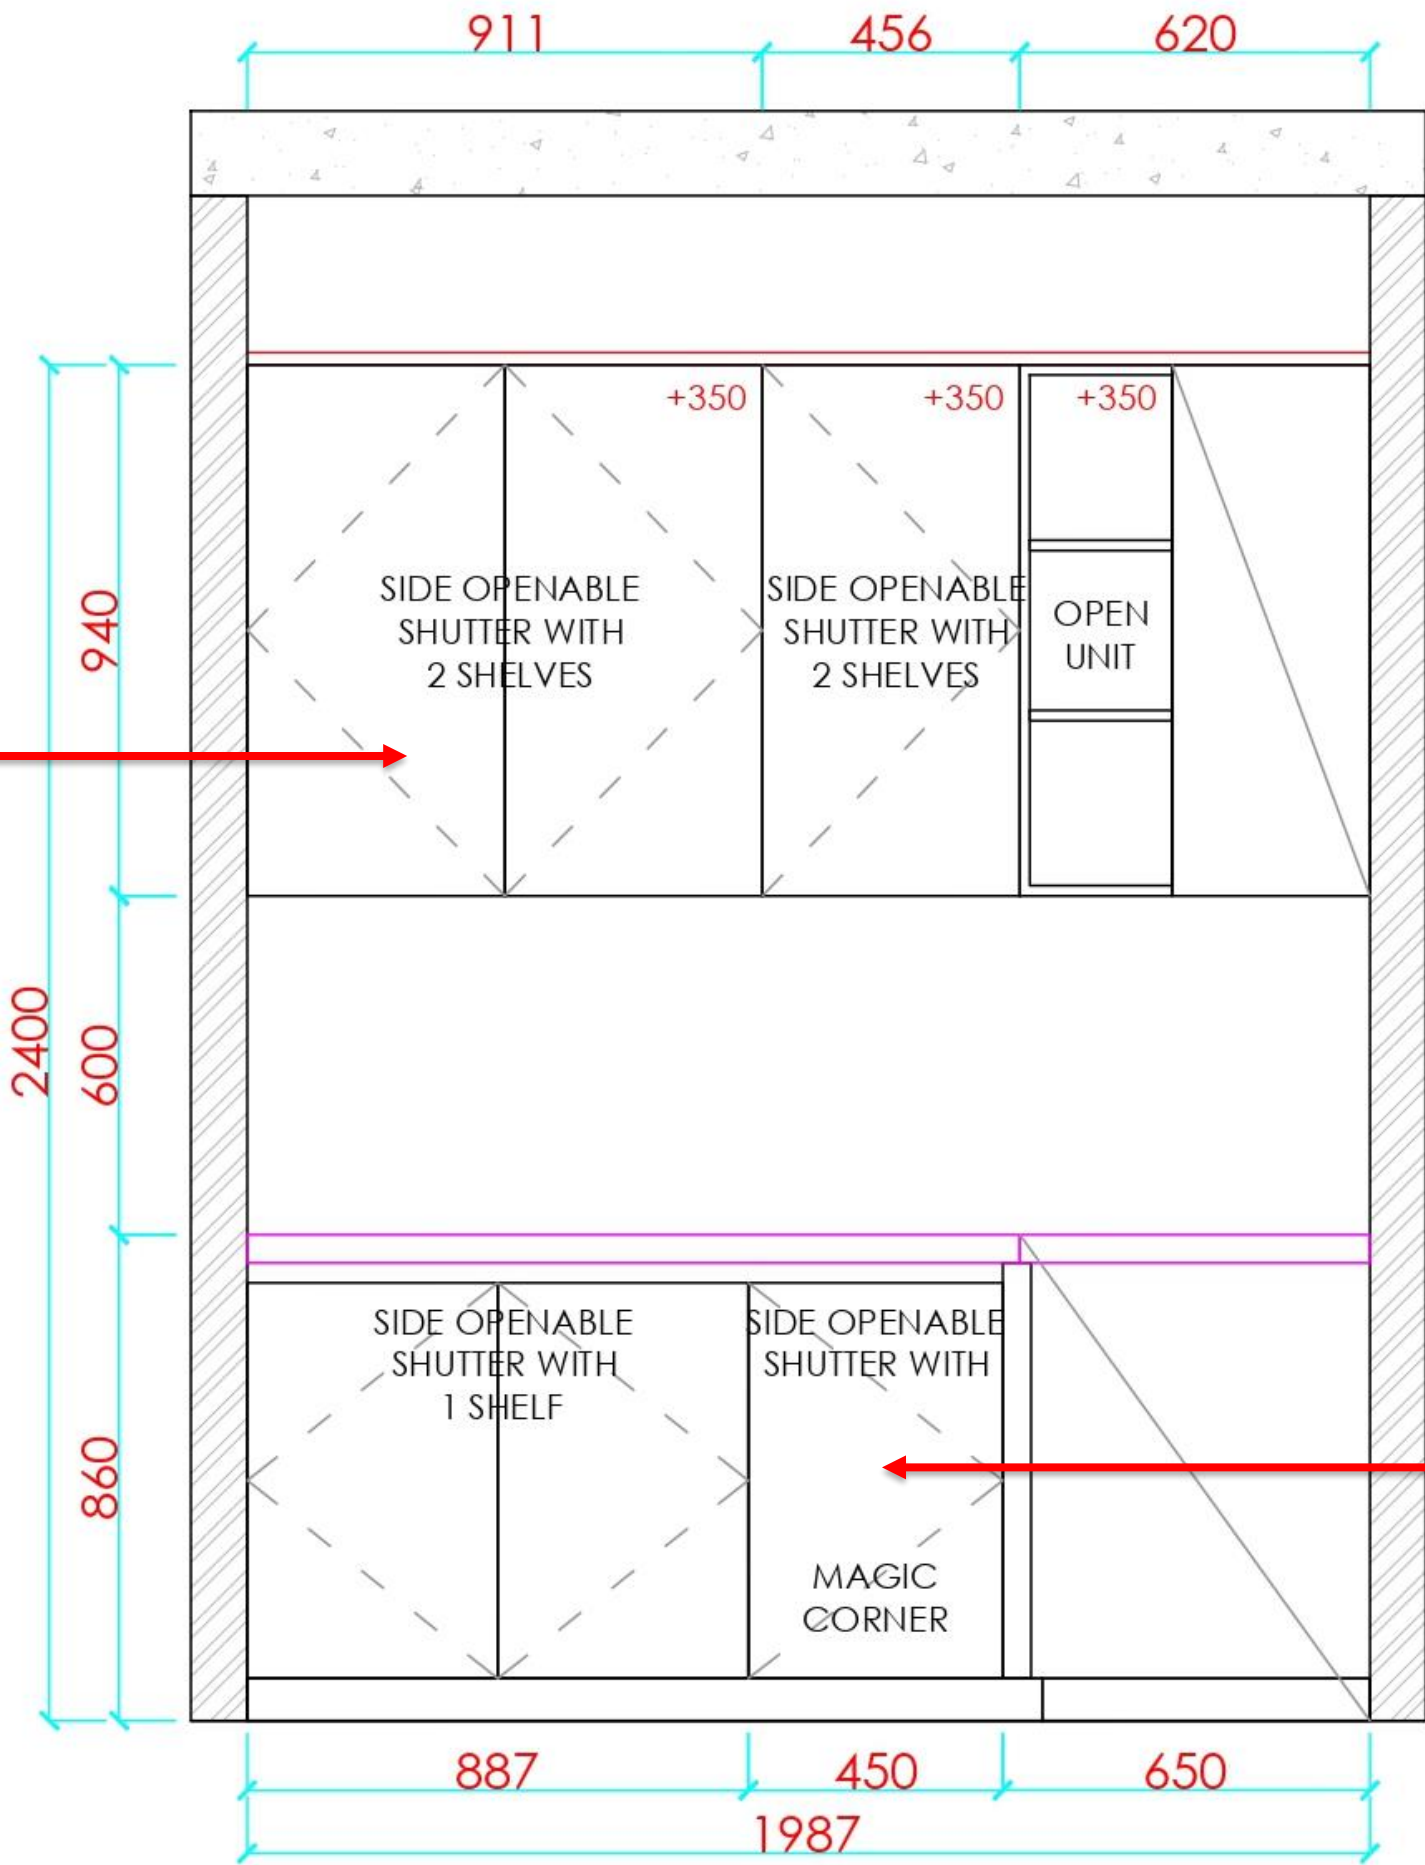 911
456
620
+350
+350
+350
SIDE OPENABLE
SHUTTER WITH
2 SHELVES
SIDE OPENABLE
SHUTTER WITH
2 SHELVES
OPEN
UNIT
940
2400
600
860
SIDE OPENABLE
SHUTTER WITH
1 SHELF
SIDE OPENABLE
SHUTTER WITH
MAGIC
CORNER
887
450
650
1987